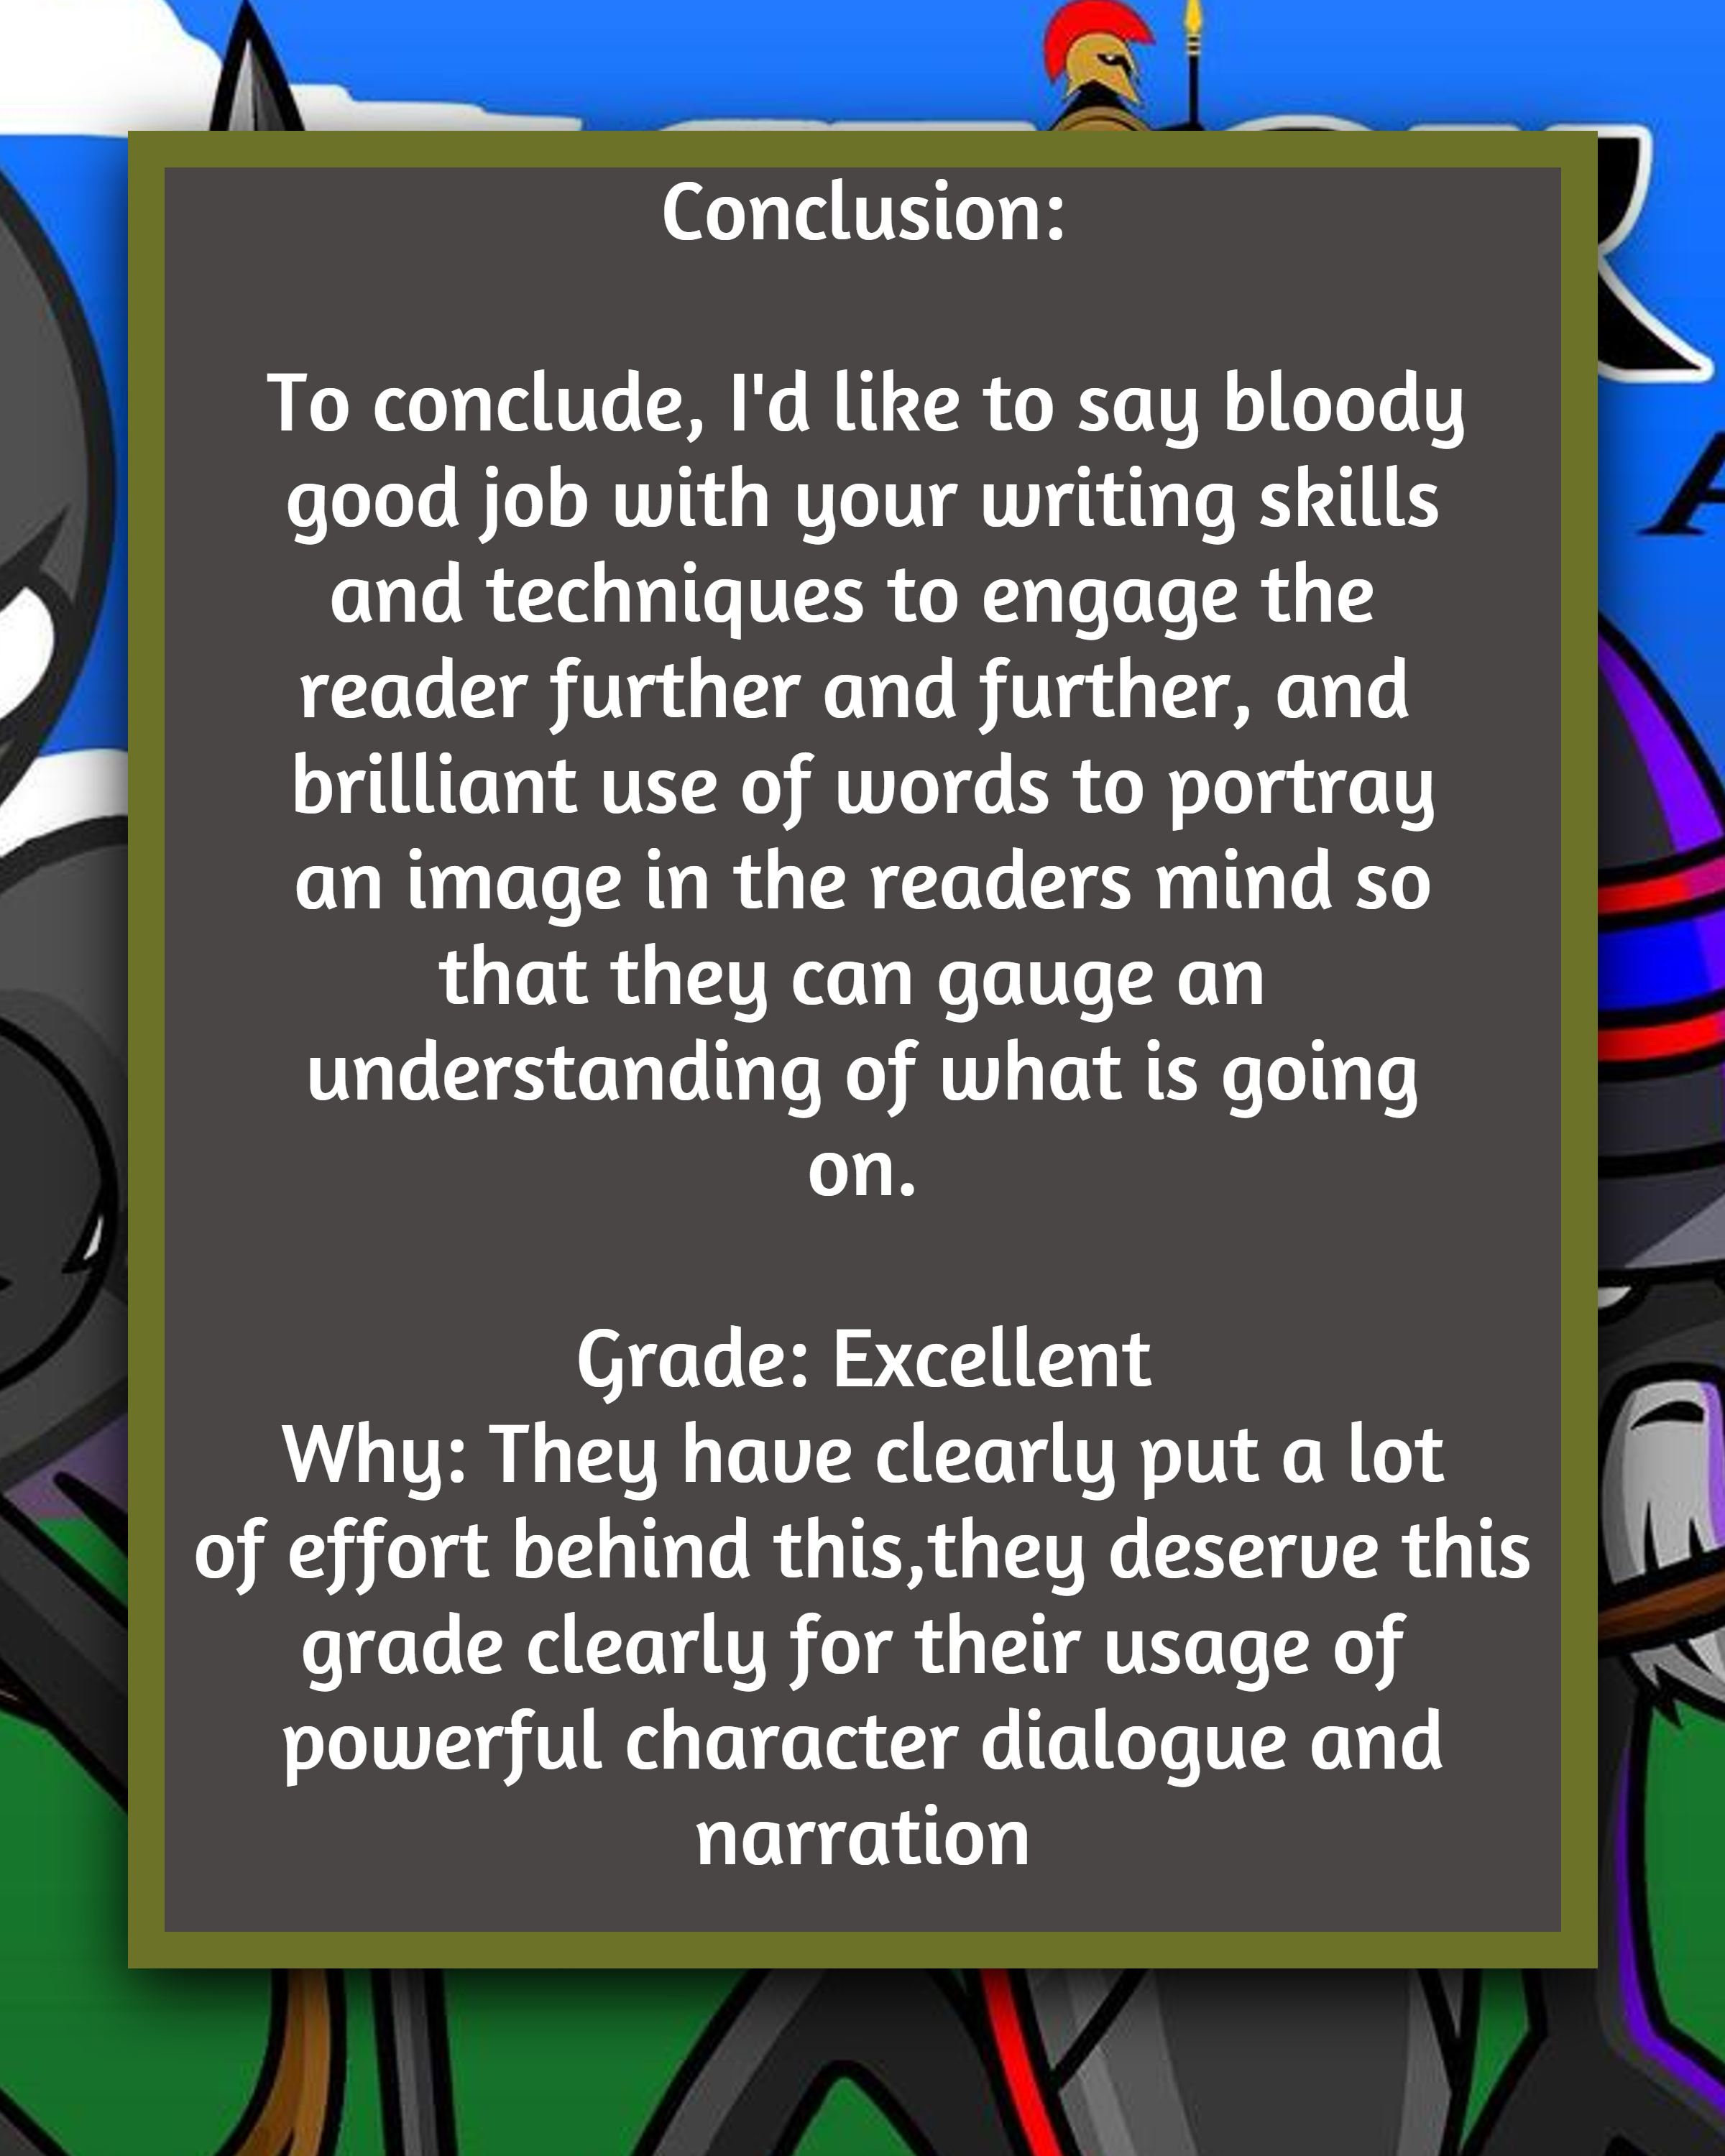 Conclusion:
To conclude, I'd like to say bloody
good job with your writing skills
and techniques to engage the
reader further and further, and
brilliant use of words to portray
an image in the readers mind so
that they can gauge an
understanding of what is going
on.
Grade: Excellent
Why: They have clearly put a lot
of effort behind this,they deserve this
grade clearly for their usage of
powerful character dialogue and
narration